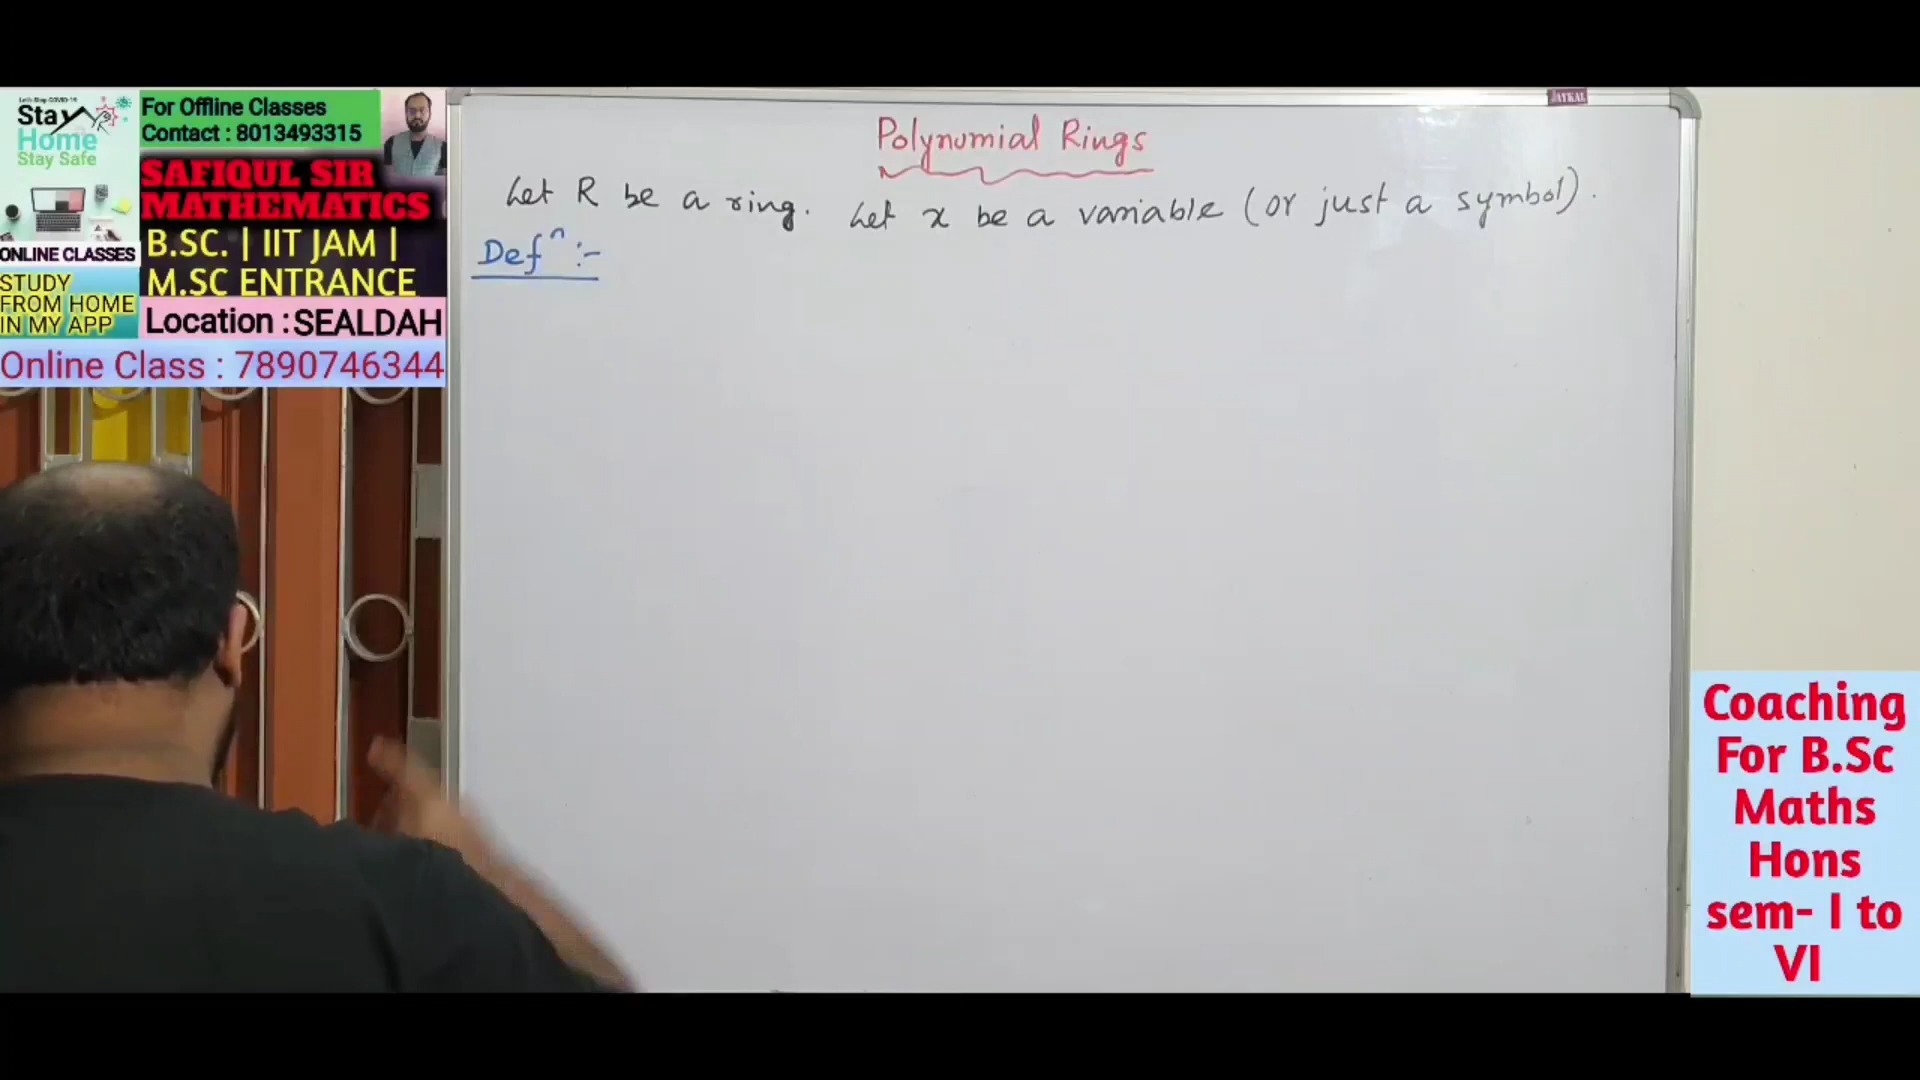 Stay
Home
Stay Safe
For Offline Classes
Contact : 8013493315
SAFIQUL SIR
MATHEMATICS
B.SC. | IIT JAM |
M.SC ENTRANCE
ONLINE CLASSES
STUDY
FROM HOME
IN MY APP
Location : SEALDAH
Online Class : 7890746344
Polynomial Rings
Let R be a ring. Let x be a variable (or just a symbol).
Defⁿ :-
Coaching
For B.Sc
Maths
Hons
sem- I to
VI